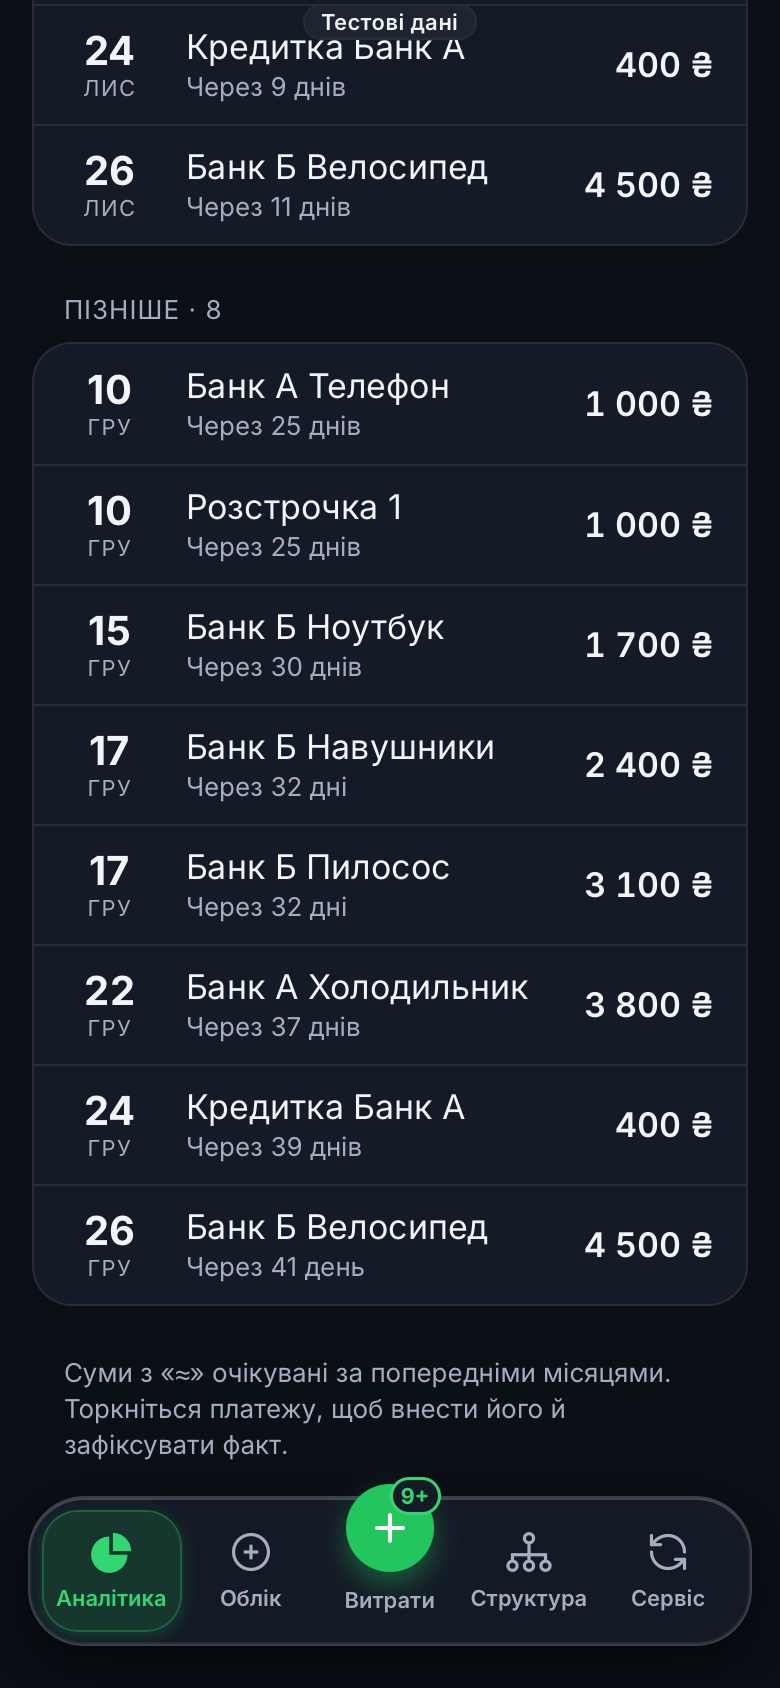 Тестові дані
24
ЛИС
Кредитка Банк А
Через 9 днів
400 ₴
26
ЛИС
Банк Б Велосипед
Через 11 днів
4 500 ₴
ПІЗНІШЕ · 8
10
ГРУ
Банк А Телефон
Через 25 днів
1 000 ₴
10
ГРУ
Розстрочка 1
Через 25 днів
1 000 ₴
15
ГРУ
Банк Б Ноутбук
Через 30 днів
1 700 ₴
17
ГРУ
Банк Б Навушники
Через 32 дні
2 400 ₴
17
ГРУ
Банк Б Пилосос
Через 32 дні
3 100 ₴
22
ГРУ
Банк А Холодильник
Через 37 днів
3 800 ₴
24
ГРУ
Кредитка Банк А
Через 39 днів
400 ₴
26
ГРУ
Банк Б Велосипед
Через 41 день
4 500 ₴
Суми з «≈» очікувані за попередніми місяцями.
Торкніться платежу, щоб внести його й
зафіксувати факт.
9+
Аналітика
Облік
Витрати
Структура
Сервіс